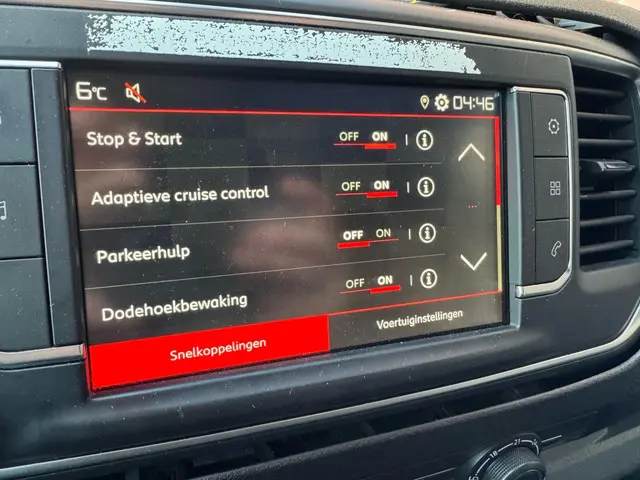 6°C 04:46
Stop & Start OFF ON
Adaptieve cruise control OFF ON
Parkeerhulp OFF ON
Dodehoekbewaking OFF ON
Snelkoppelingen Voertuiginstellingen
21